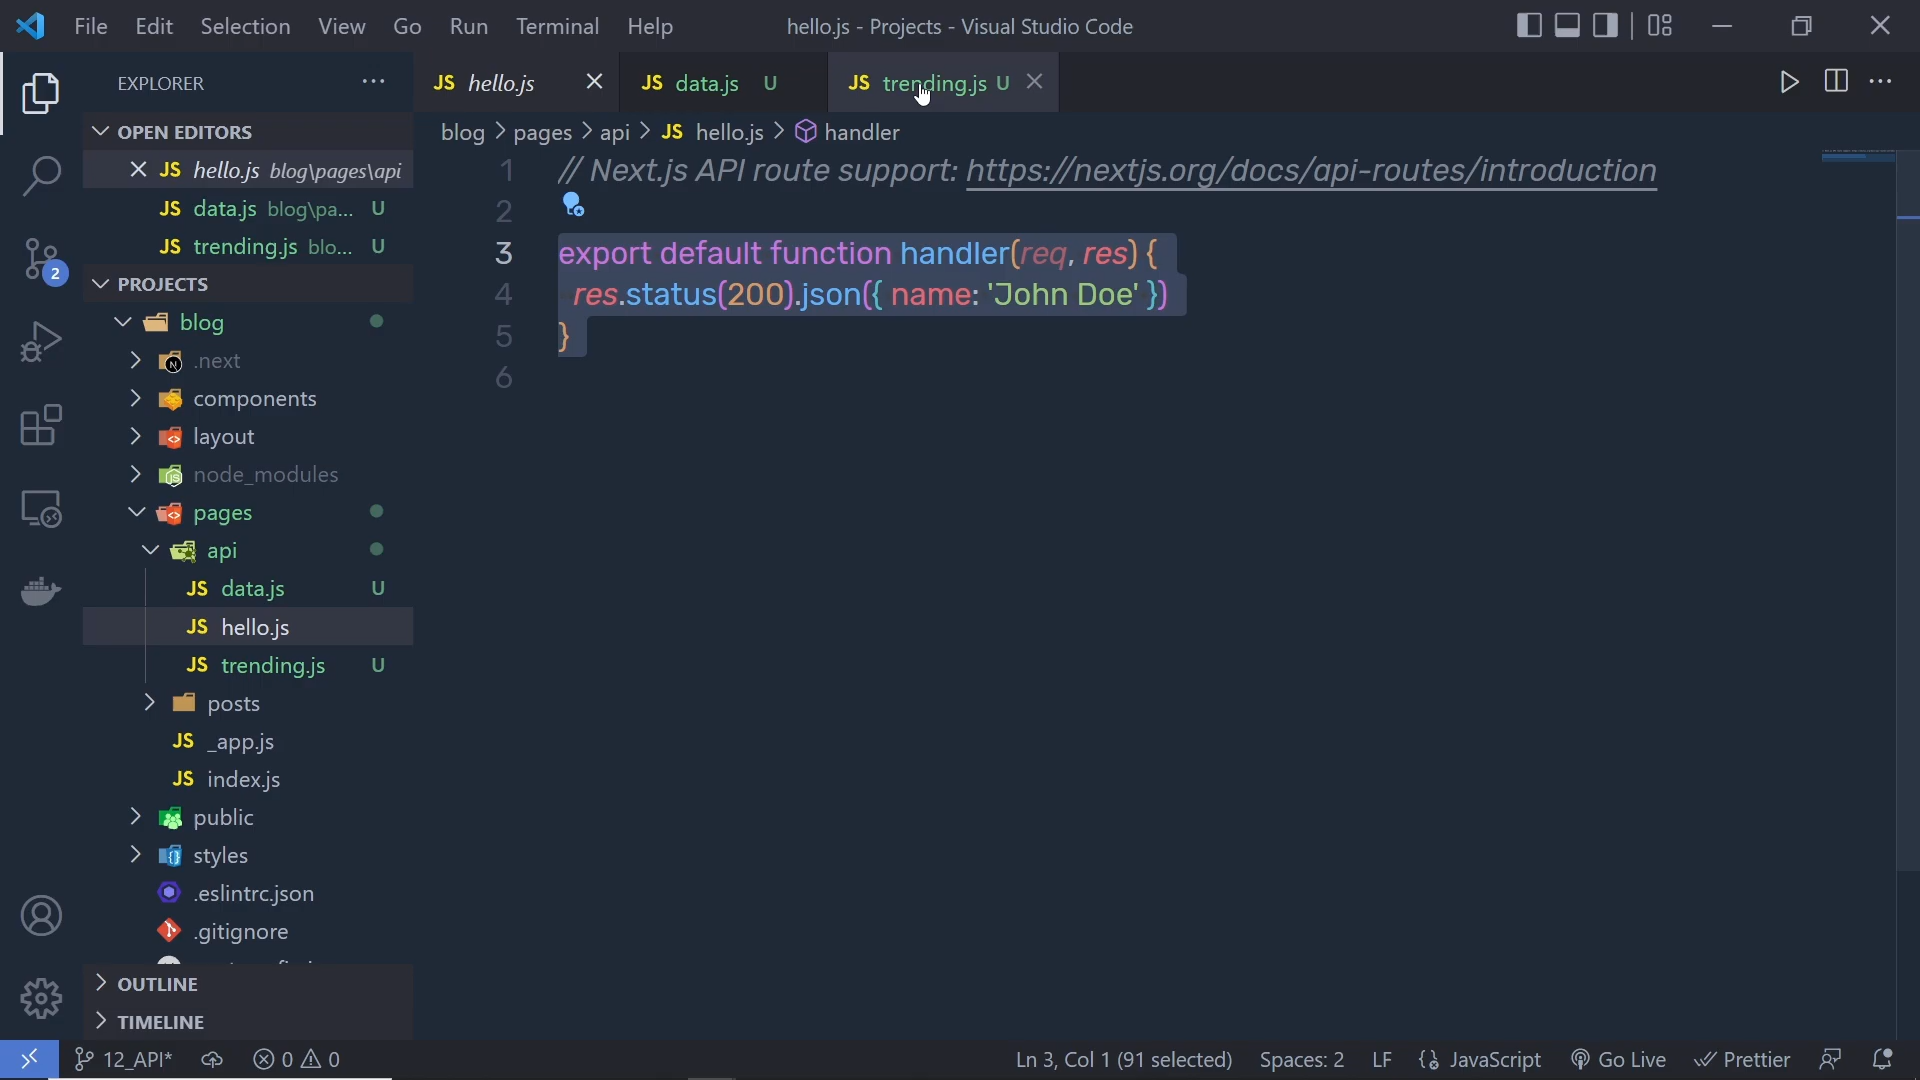 File Edit Selection View Go Run Terminal Help hello.js - Projects - Visual Studio Code
EXPLORER
JS hello.js JS data.js U JS trending.js U
OPEN EDITORS
JS hello.js blog\pages\api
JS data.js blog\pa... U
JS trending.js blo... U
PROJECTS
blog
.next
components
layout
node_modules
pages
api
JS data.js U
JS hello.js
JS trending.js U
posts
JS _app.js
JS index.js
public
styles
.eslintrc.json
.gitignore
OUTLINE
TIMELINE
blog > pages > api > JS hello.js > handler
1 // Next.js API route support: https://nextjs.org/docs/api-routes/introduction
2
3 export default function handler(req, res) {
4 res.status(200).json({ name: 'John Doe' })
5 }
6
2
12_API* 0 0 Ln 3, Col 1 (91 selected) Spaces: 2 LF {} JavaScript Go Live Prettier